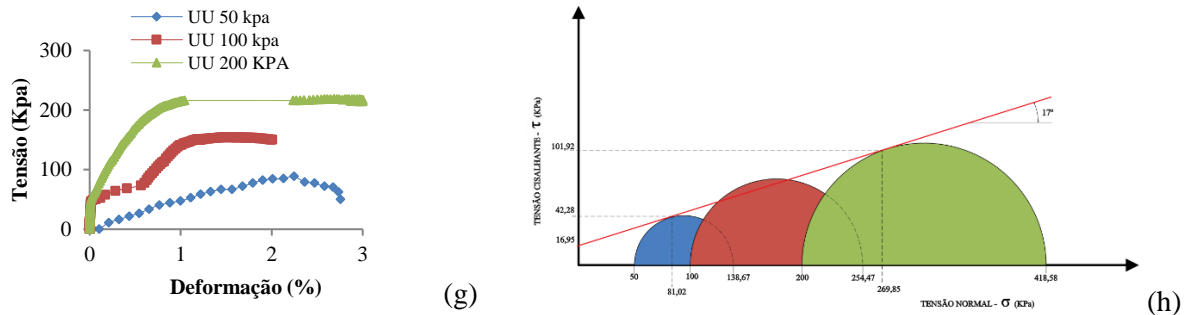 UU 50 kpa
UU 100 kpa
UU 200 KPA
Tensão (Kpa)
300
200
100
0
0 1 2 3
Deformação (%)
(g)
TENSÃO CISALHANTE - τ (KPa)
17°
101,92
42,28
16,95
50 100 138,67 200 254,47 418,58
81,02 269,85
TENSÃO NORMAL - σ (KPa)
(h)